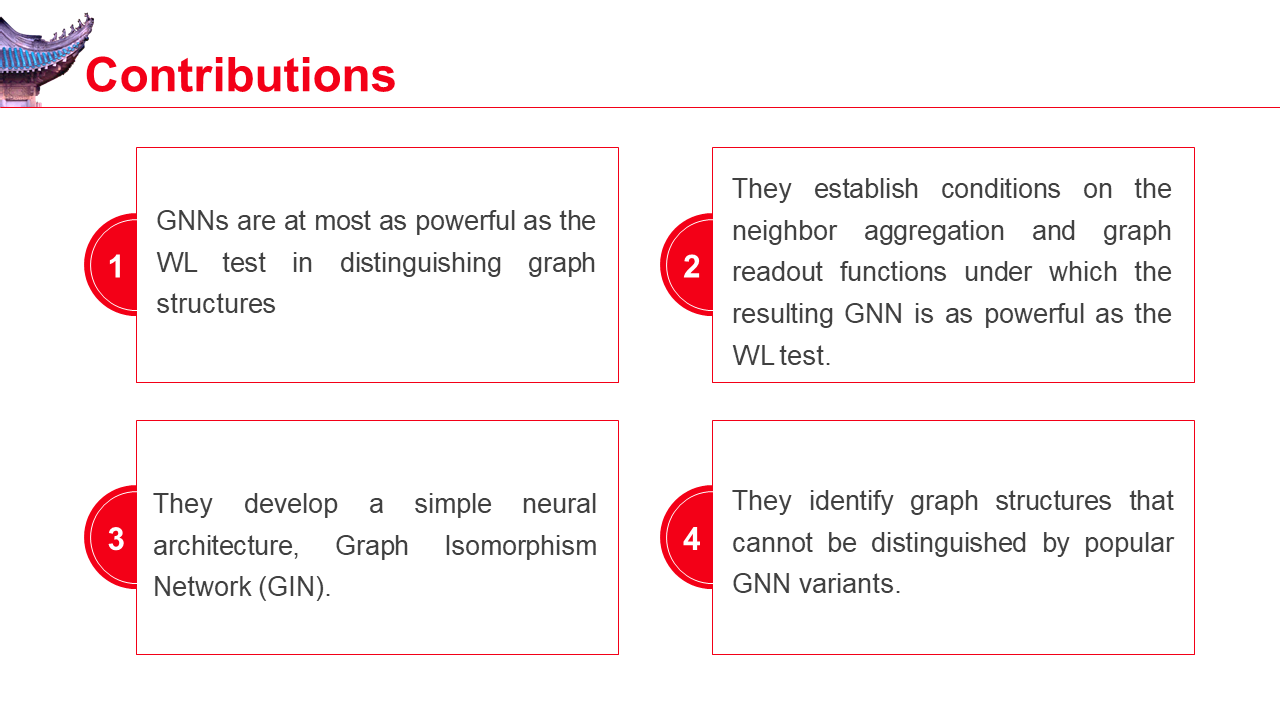 Contributions
1
GNNs are at most as powerful as the
WL test in distinguishing graph
structures
2
They establish conditions on the
neighbor aggregation and graph
readout functions under which the
resulting GNN is as powerful as the
WL test.
3
They develop a simple neural
architecture, Graph Isomorphism
Network (GIN).
4
They identify graph structures that
cannot be distinguished by popular
GNN variants.